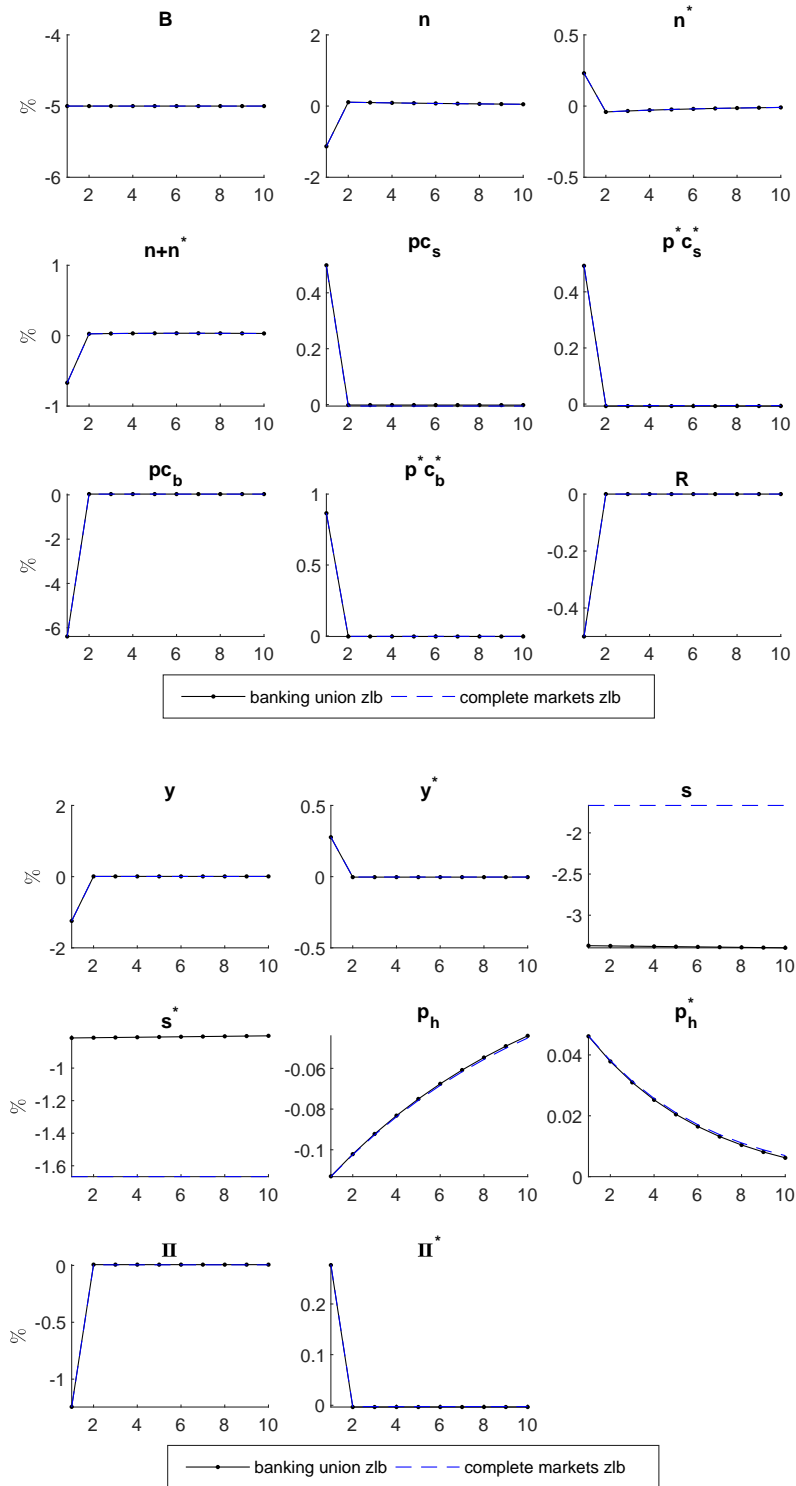 B n n*
-4 2 0.5
% -5 0 0
-6 -2 -0.5
2 4 6 8 10 2 4 6 8 10 2 4 6 8 10
n+n* pc_s p*c_s*
1 0.4 0.4
% 0 0.2 0.2
-1 0 0
2 4 6 8 10 2 4 6 8 10 2 4 6 8 10
pc_b p*c_b* R
0 1 0
-2 0.5 -0.2
% -4 -0.4
-6 0
2 4 6 8 10 2 4 6 8 10 2 4 6 8 10
banking union zlb complete markets zlb
y y* s
2 0.5 -2
% 0 0 -2.5
-2 -0.5 -3
2 4 6 8 10 2 4 6 8 10 2 4 6 8 10
s* p_h p_h*
-1 -0.06 0.04
-1.2 -0.08 0.02
% -1.4 -0.1 0
-1.6
2 4 6 8 10 2 4 6 8 10 2 4 6 8 10
Π Π*
0 0.2
% -0.5 0.1
-1 0
2 4 6 8 10 2 4 6 8 10
banking union zlb complete markets zlb